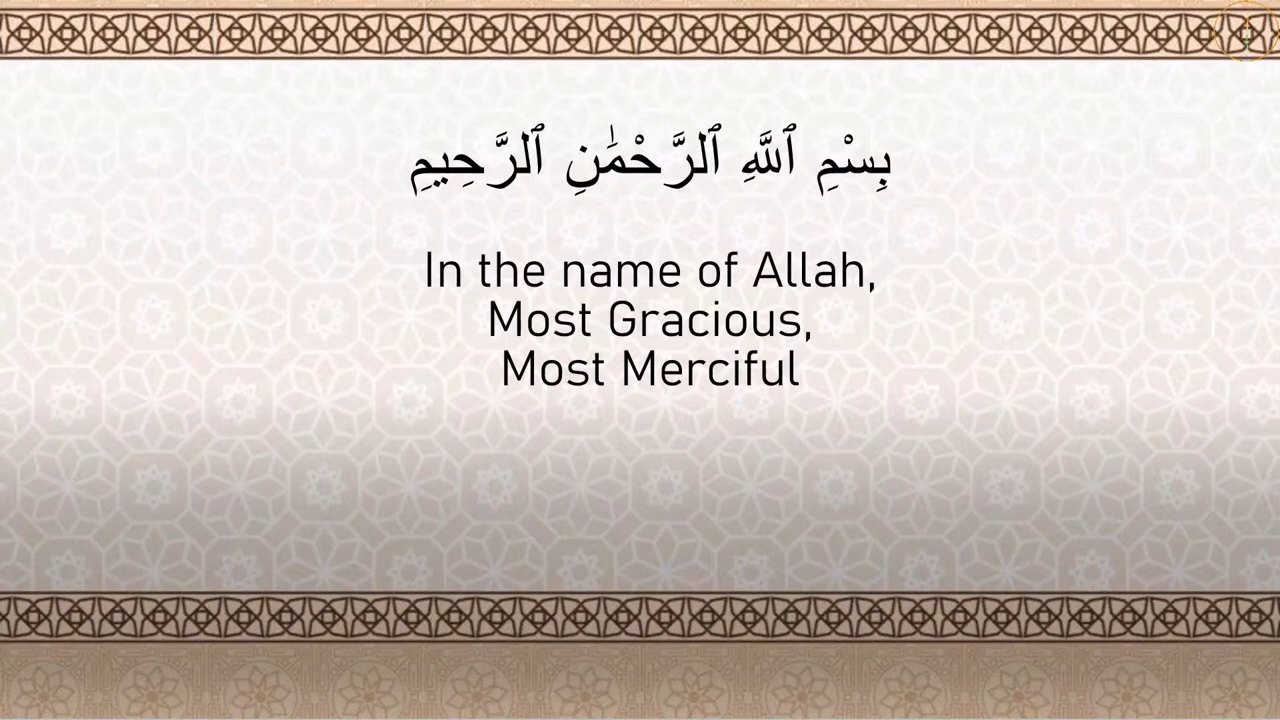 بِسْمِ ٱللَّهِ ٱلرَّحْمَٰنِ ٱلرَّحِيمِ
In the name of Allah,
Most Gracious,
Most Merciful